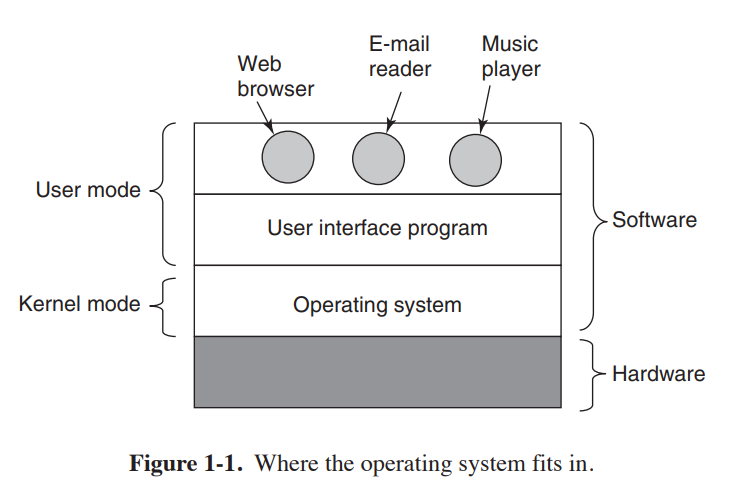 Web
browser
E-mail
reader
Music
player
User mode
User interface program
Software
Kernel mode
Operating system
Hardware
Figure 1-1. Where the operating system fits in.